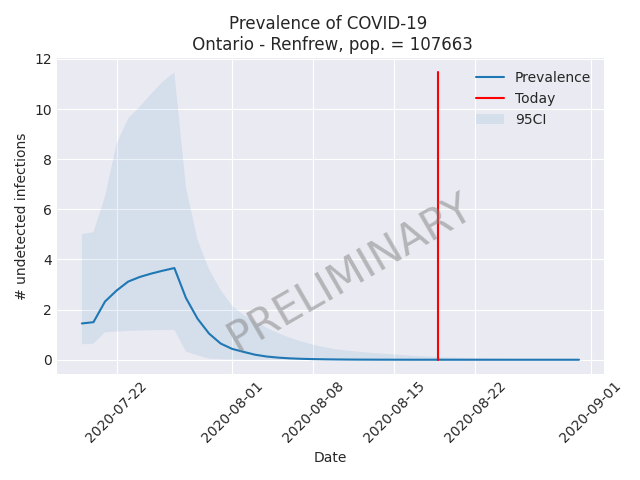 Prevalence of COVID-19
Ontario - Renfrew, pop. = 107663
12
10
8
6
4
2
0
# undetected infections
Prevalence
Today
95CI
PRELIMINARY
2020-07-22
2020-08-01
2020-08-08
2020-08-15
2020-08-22
2020-09-01
Date